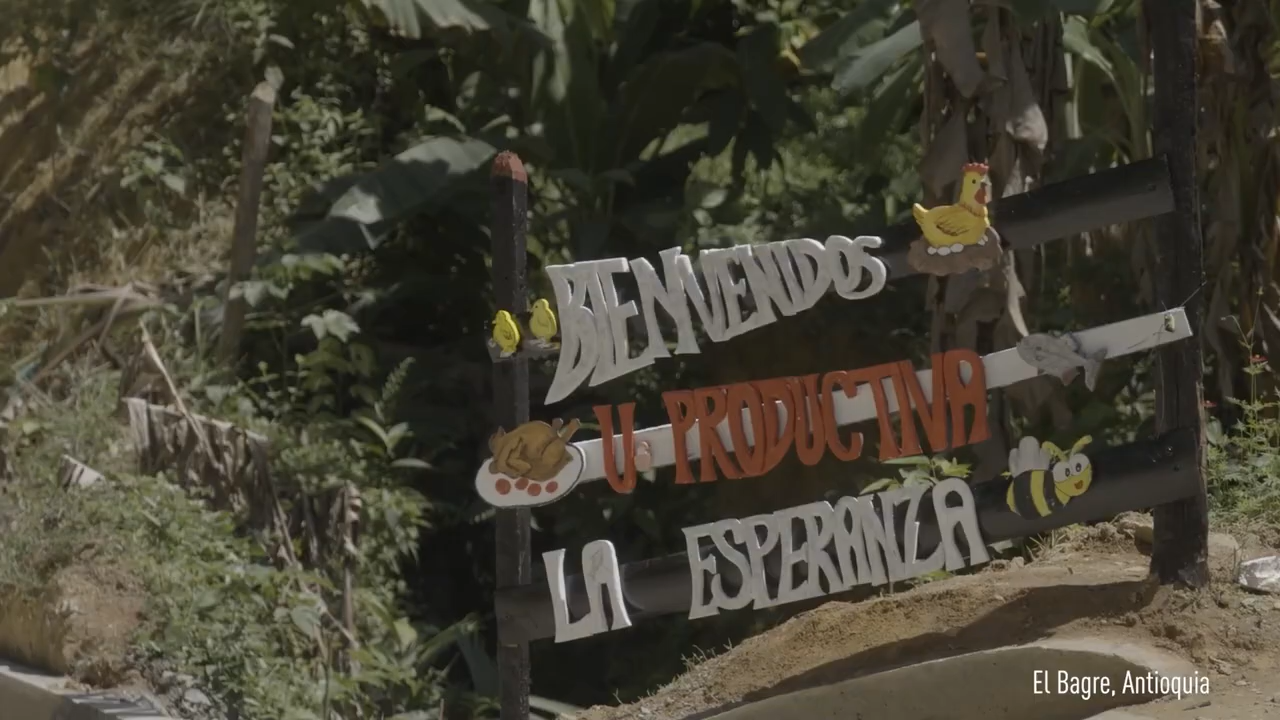 BIENVENIDOS
U PRODUCTIVA
LA ESPERANZA
El Bagre, Antioquia